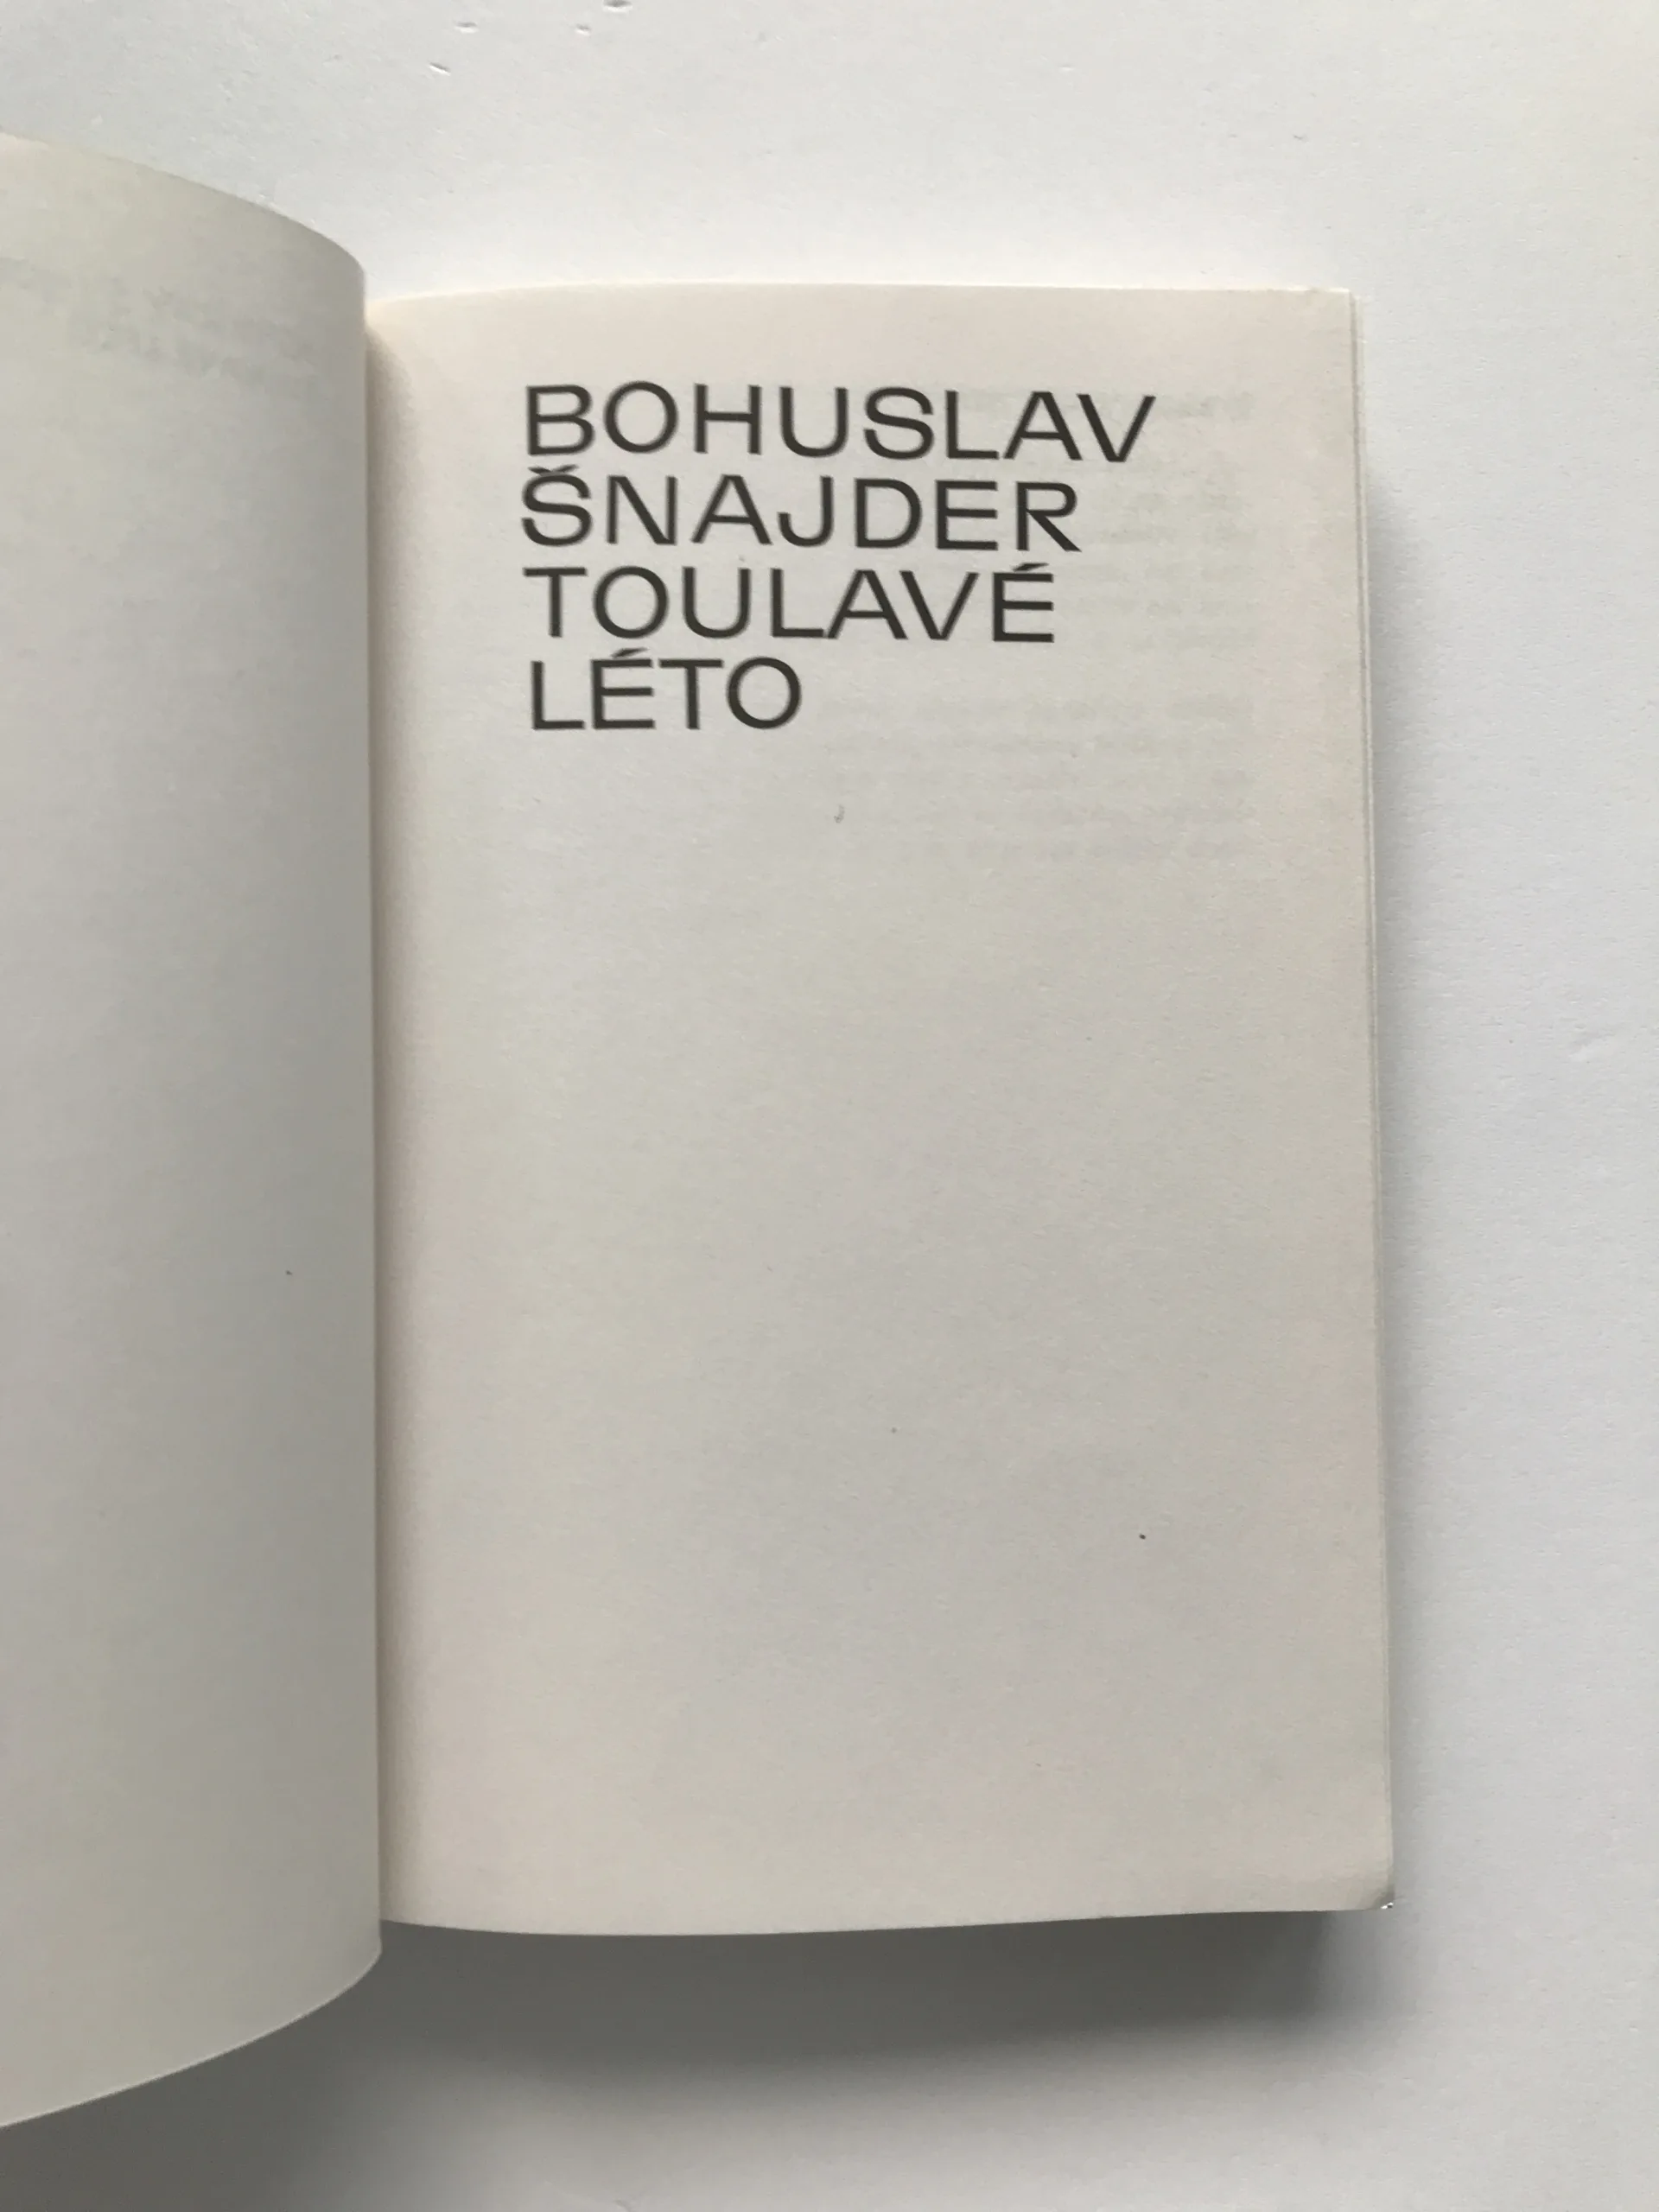 BOHUSLAV
ŠNAJDER
TOULAVÉ
LÉTO